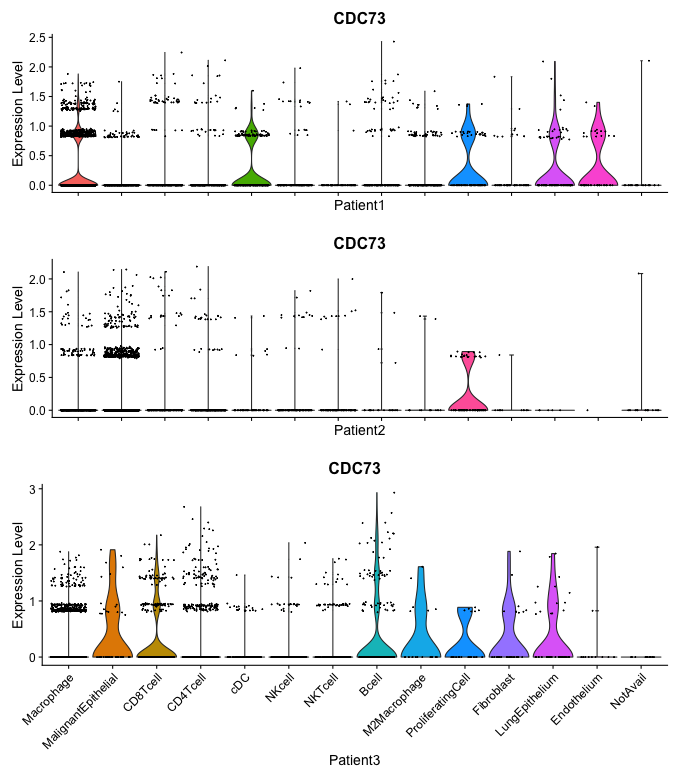 CDC73
Expression Level
2.5
2.0
1.5
1.0
0.5
0.0
Patient1
CDC73
Expression Level
2.0
1.5
1.0
0.5
0.0
Patient2
CDC73
Expression Level
3
2
1
0
Macrophage
MalignantEpithelial
CD8Tcell
CD4Tcell
cDC
NKcell
NKTcell
Bcell
M2Macrophage
ProliferatingCell
Fibroblast
LungEpithelium
Endothelium
NotAvail
Patient3